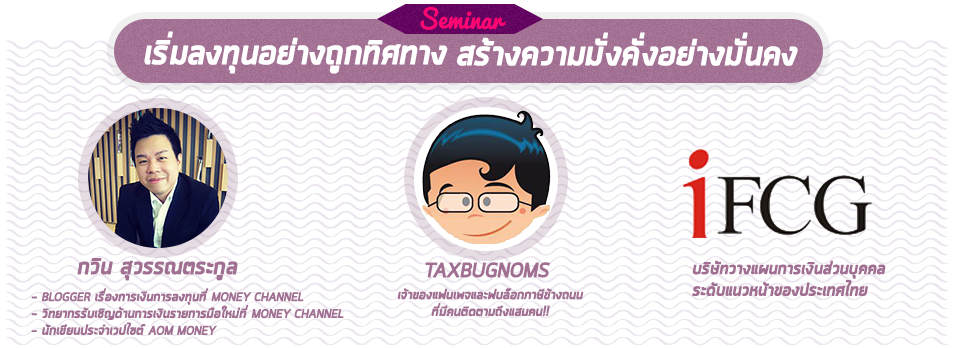 Seminar
เริ่มลงทุนอย่างถูกทิศทาง สร้างความมั่งคั่งอย่างมั่นคง
กวิน สุวรรณตระกูล
- BLOGGER เรื่องการเงินการลงทุนที่ MONEY CHANNEL
- วิทยากรรับเชิญด้านการเงินรายการมือใหม่ที่ MONEY CHANNEL
- นักเขียนประจำเวปไซต์ AOM MONEY
TAXBUGNOMS
เจ้าของแฟนเพจและฟบล็อกภาษีข้างถนน
ที่มีคนติดตามถึงแสนคน!!
iFCG
บริษัทวางแผนการเงินส่วนบุคคล
ระดับแนวหน้าของประเทศไทย